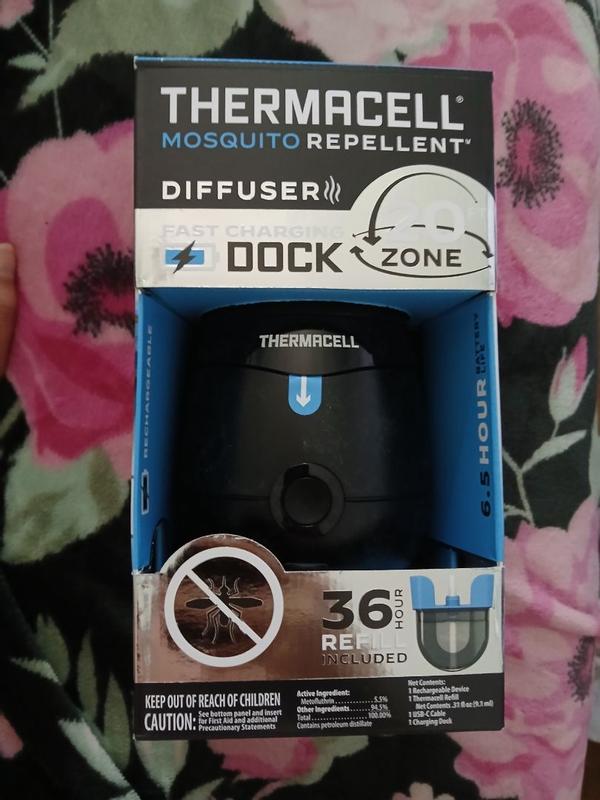 THERMACELL®
MOSQUITO REPELLENT
DIFFUSER
FAST CHARGING
DOCK
20
ZONE
THERMACELL
RECHARGEABLE
6.5 HOUR BATTERY LIFE
36 HOUR
REFILL
INCLUDED
KEEP OUT OF REACH OF CHILDREN
CAUTION: See bottom panel and insert
for First Aid and additional
Precautionary Statements
Active Ingredient:
Metofluthrin..................5.5%
Other Ingredients..........94.5%
Total..........................100.00%
Contains petroleum distillate
Net Contents:
1 Rechargeable Device
1 Thermacell Refill
Net Contents .31 fl oz (9.1 ml)
1 USB-C Cable
1 Charging Dock